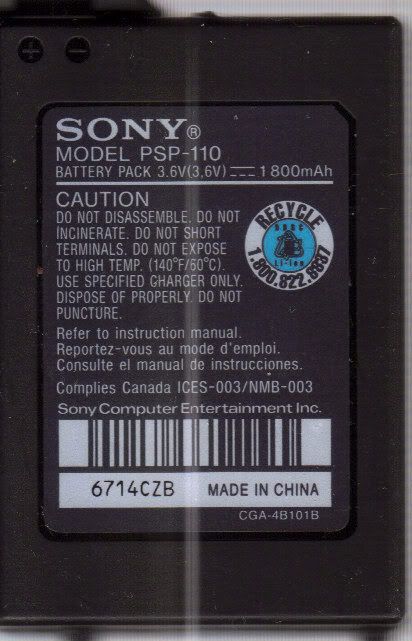 + -
SONY®
MODEL PSP-110
BATTERY PACK 3.6V(3,6V) ⎓ 1800mAh
CAUTION
DO NOT DISASSEMBLE. DO NOT
INCINERATE. DO NOT SHORT
TERMINALS. DO NOT EXPOSE
TO HIGH TEMP. (140°F/60°C).
USE SPECIFIED CHARGER ONLY.
DISPOSE OF PROPERLY. DO NOT
PUNCTURE.
RECYCLE
Li-Ion
1.800.822.8837
Refer to instruction manual.
Reportez-vous au mode d'emploi.
Consulte el manual de instrucciones.
Complies Canada ICES-003/NMB-003
Sony Computer Entertainment Inc.
6714CZB MADE IN CHINA
CGA-4B101B